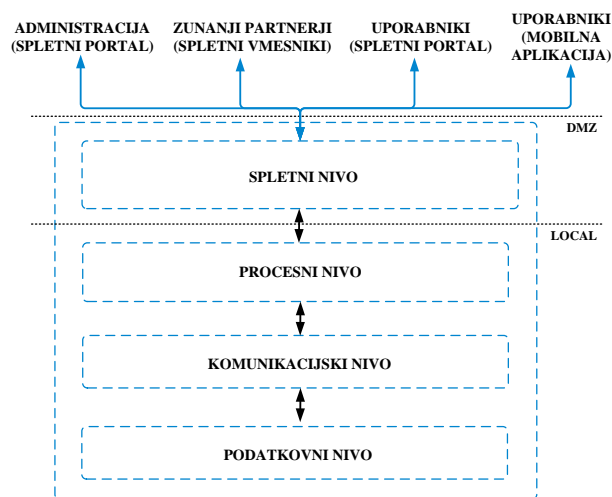 ADMINISTRACIJA
(SPLETNI PORTAL)
ZUNANJI PARTNERJI
(SPLETNI VMESNIKI)
UPORABNIKI
(SPLETNI PORTAL)
UPORABNIKI
(MOBILNA
APLIKACIJA)
DMZ
SPLETNI NIVO
LOCAL
PROCESNI NIVO
KOMUNIKACIJSKI NIVO
PODATKOVNI NIVO